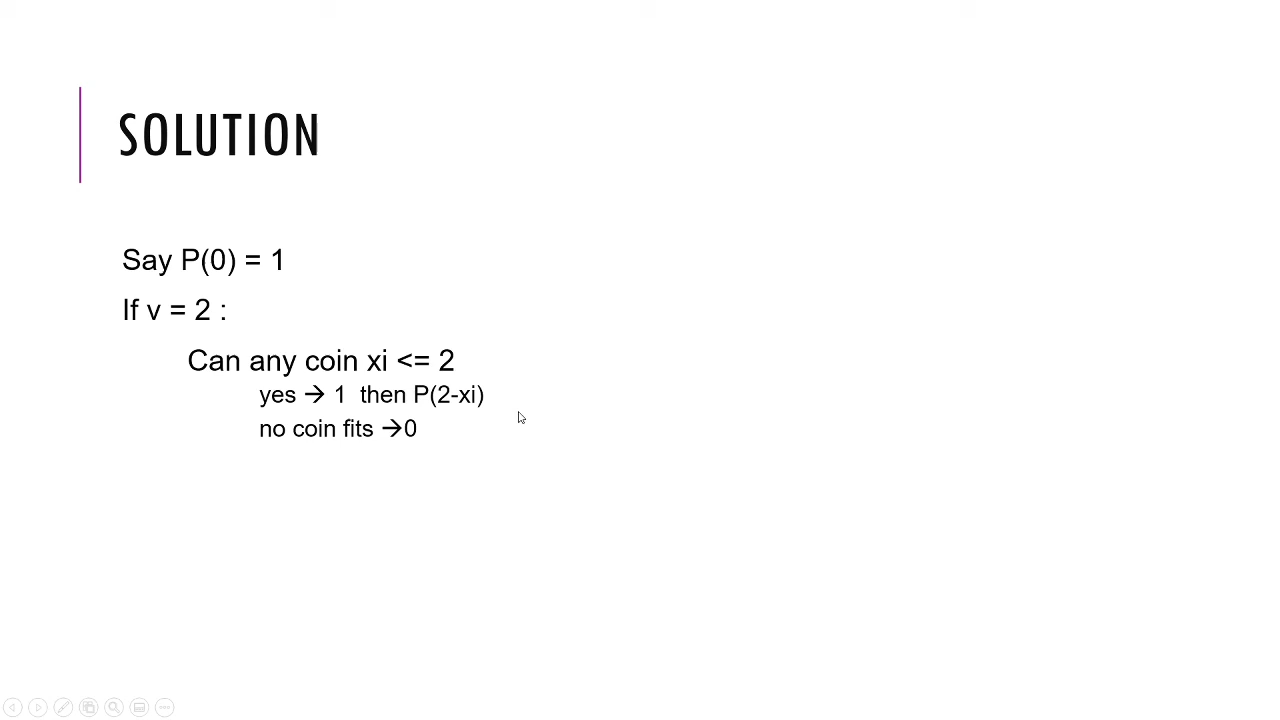 SOLUTION
Say P(0) = 1
If v = 2 :
Can any coin xi <= 2
yes → 1 then P(2-xi)
no coin fits →0